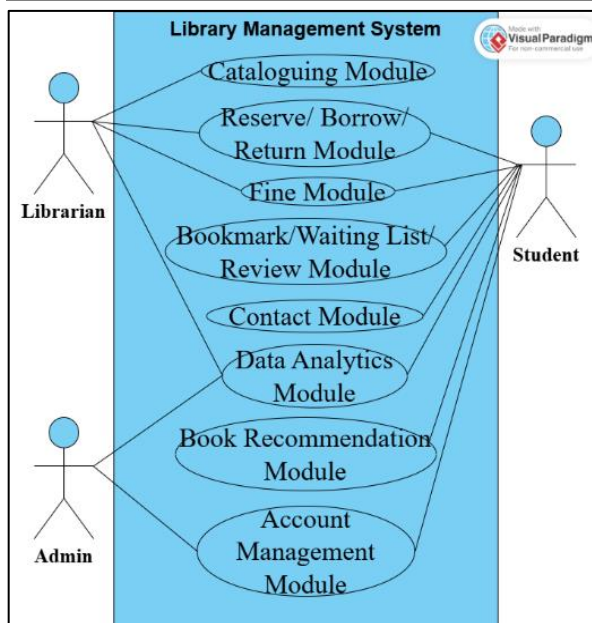 Library Management System
Made with
Visual Paradigm
For non-commercial use
Cataloguing Module
Reserve/ Borrow/
Return Module
Librarian
Fine Module
Student
Bookmark/Waiting List/
Review Module
Contact Module
Data Analytics
Module
Book Recommendation
Module
Admin
Account
Management
Module